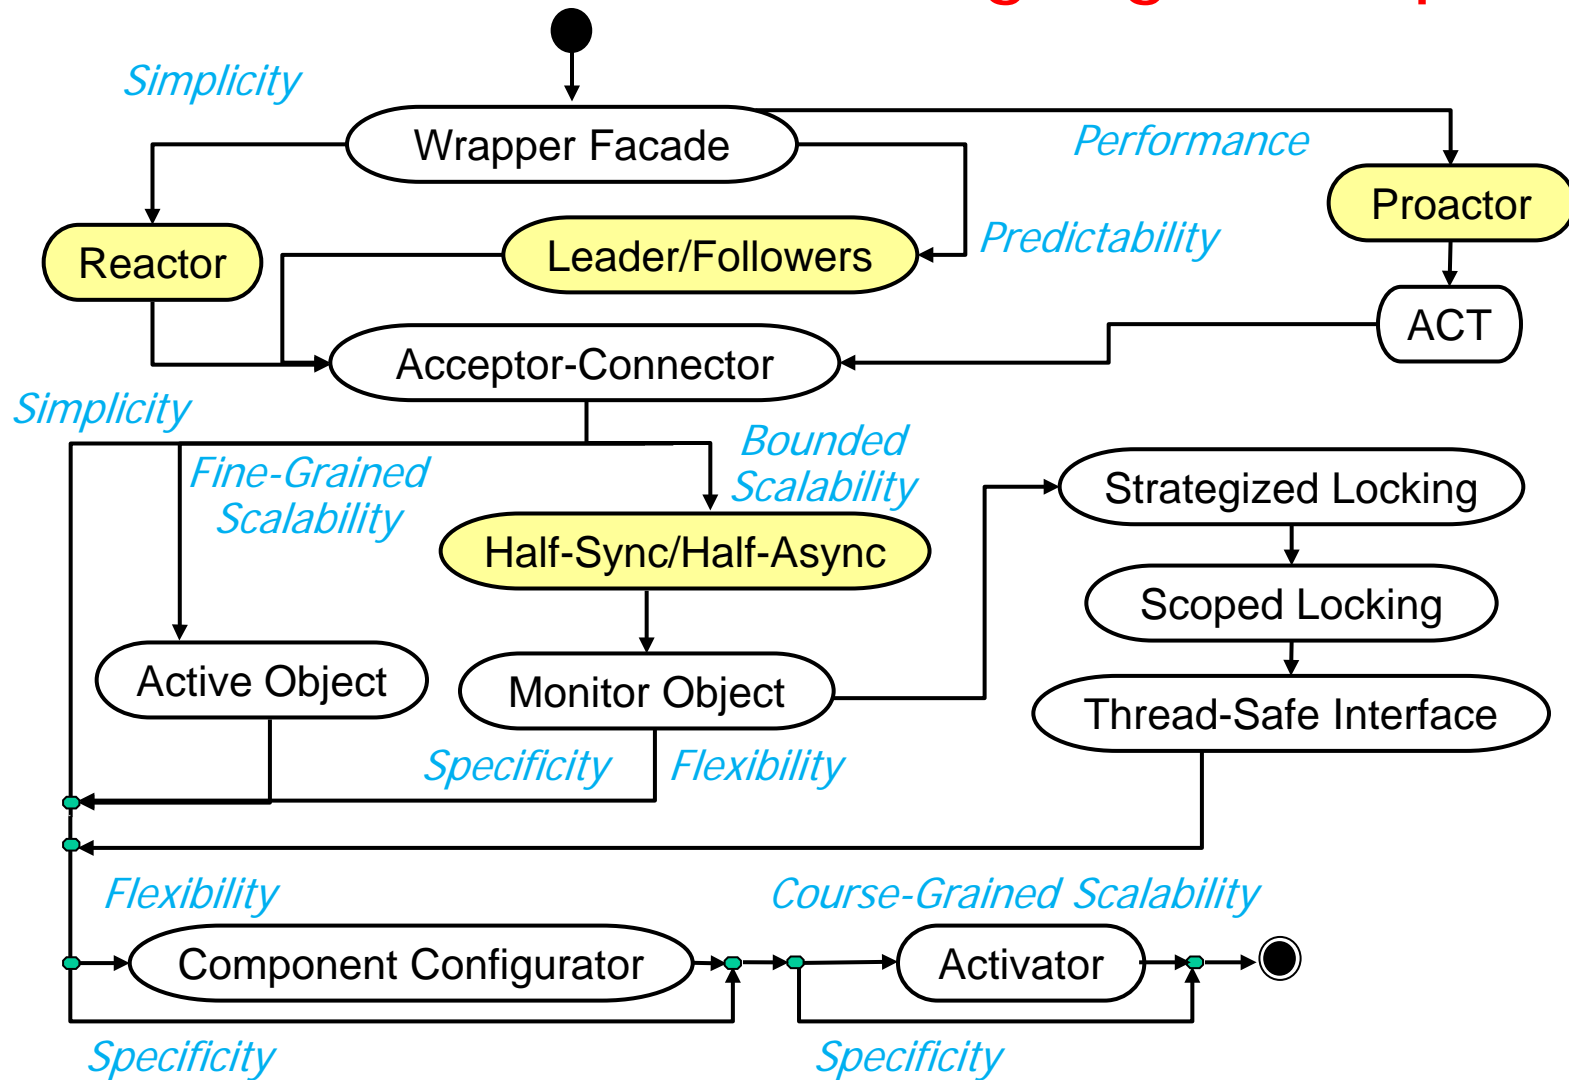 Simplicity
Wrapper Facade
Performance
Proactor
Reactor
Leader/Followers
Predictability
ACT
Acceptor-Connector
Simplicity
Fine-Grained
Scalability
Bounded
Scalability
Strategized Locking
Half-Sync/Half-Async
Scoped Locking
Active Object
Monitor Object
Thread-Safe Interface
Specificity
Flexibility
Flexibility
Course-Grained Scalability
Component Configurator
Activator
Specificity
Specificity